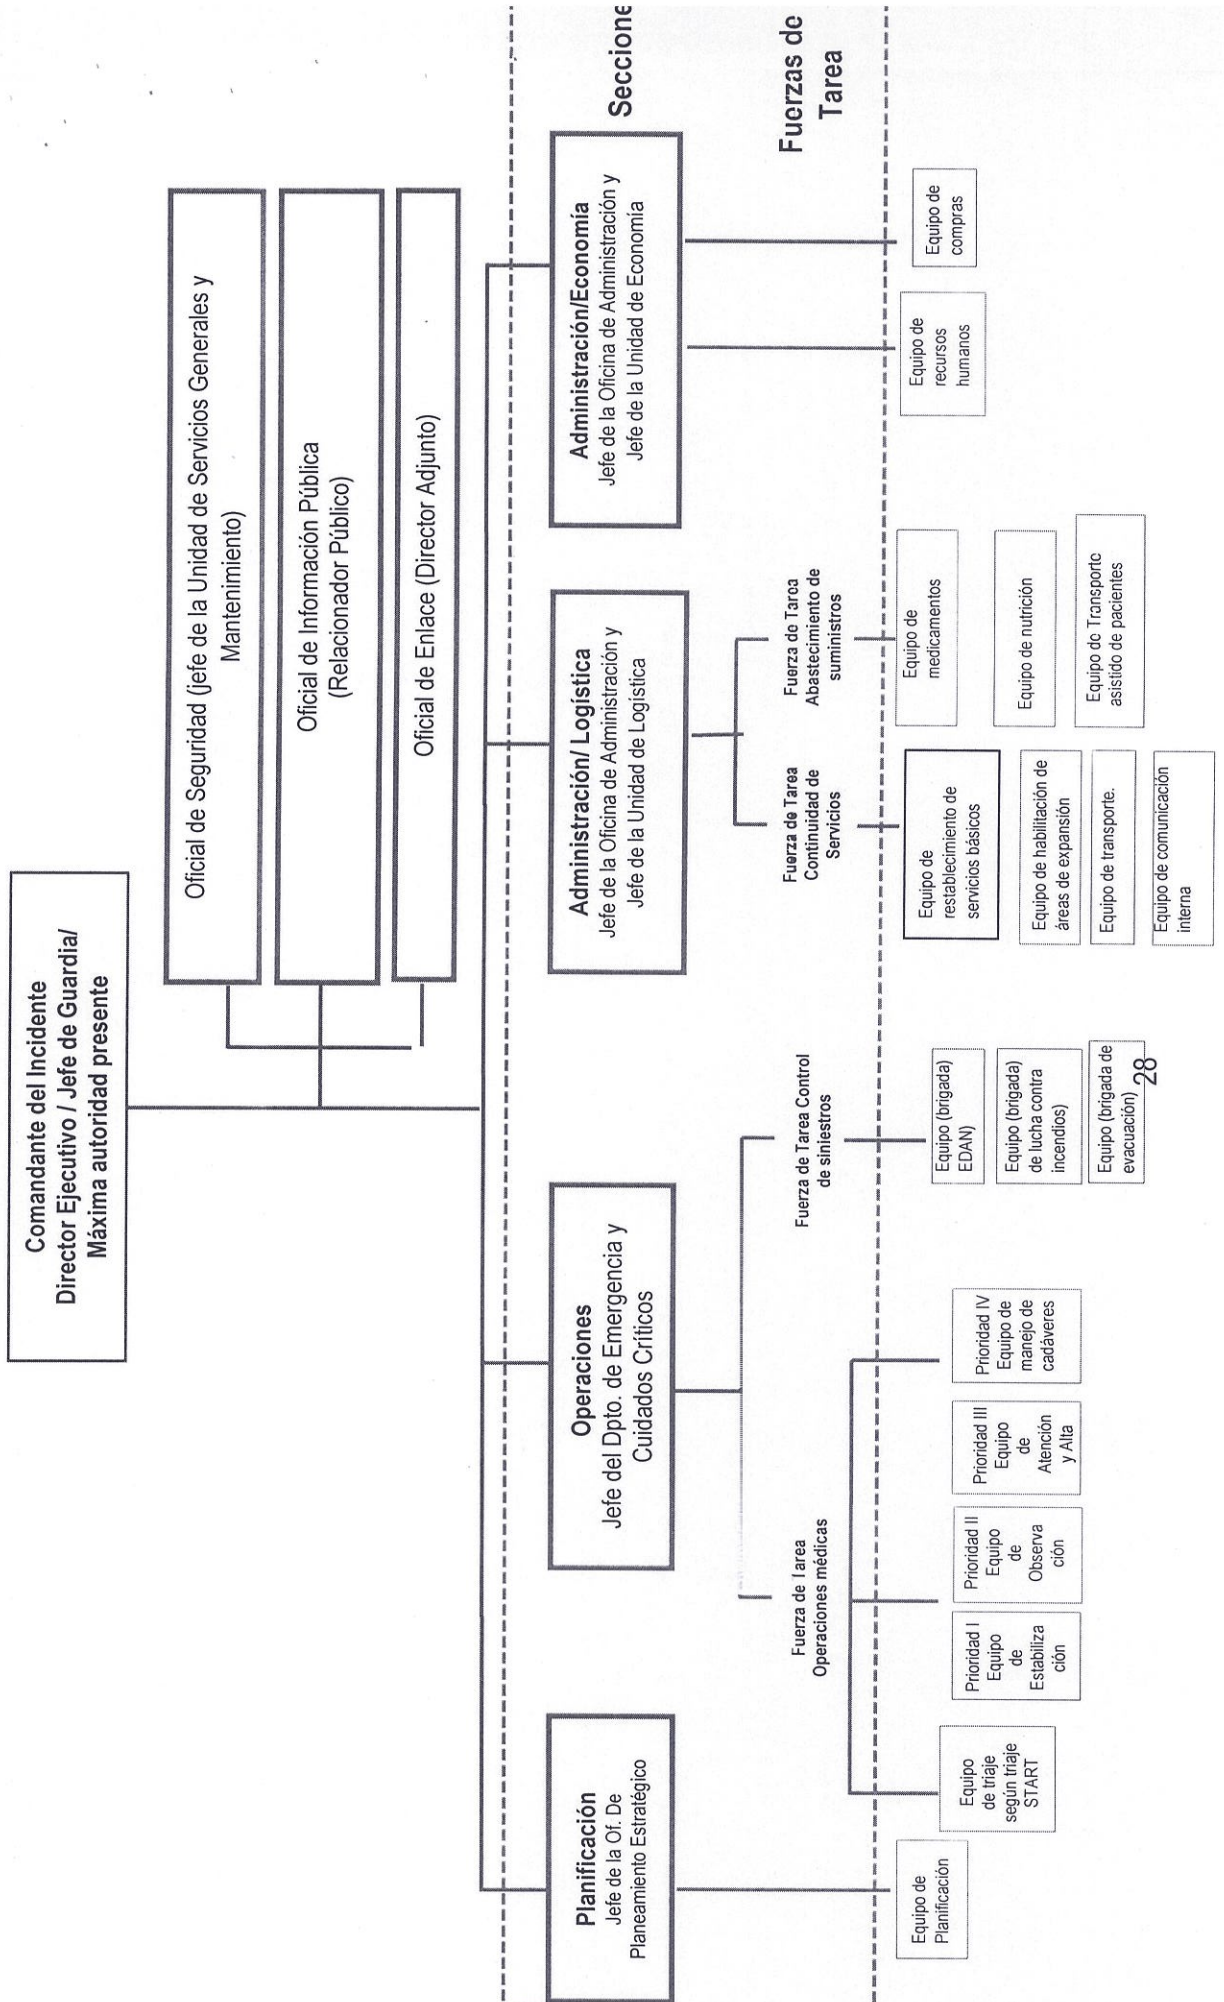 Comandante del Incidente
Director Ejecutivo / Jefe de Guardia/
Máxima autoridad presente
Oficial de Seguridad (jefe de la Unidad de Servicios Generales y
Mantenimiento)
Oficial de Información Pública
(Relacionador Público)
Oficial de Enlace (Director Adjunto)
Seccione
Planificación
Jefe de la Of. De
Planeamiento Estratégico
Operaciones
Jefe del Dpto. de Emergencia y
Cuidados Críticos
Administración/ Logística
Jefe de la Oficina de Administración y
Jefe de la Unidad de Logística
Administración/Economía
Jefe de la Oficina de Administración y
Jefe de la Unidad de Economía
Fuerzas de
Tarea
Fuerza de Tarea
Operaciones médicas
Fuerza de Tarea Control
de siniestros
Fuerza de Tarea
Continuidad de
Servicios
Fuerza de Tarea
Abastecimiento de
suministros
Equipo de
Planificación
Equipo
de triaje
según triaje
START
Prioridad I
Equipo
de
Estabiliza
ción
Prioridad II
Equipo
de
Observa
ción
Prioridad III
Equipo
de
Atención
y Alta
Prioridad IV
Equipo de
manejo de
cadáveres
Equipo (brigada)
EDAN)
Equipo (brigada)
de lucha contra
incendios)
Equipo (brigada de
evacuación)
Equipo de
restablecimiento de
servicios básicos
Equipo de habilitación de
áreas de expansión
Equipo de transporte.
Equipo de comunicación
interna
Equipo de
medicamentos
Equipo de nutrición
Equipo de Transporte
asistido de pacientes
Equipo de
recursos
humanos
Equipo de
compras
28